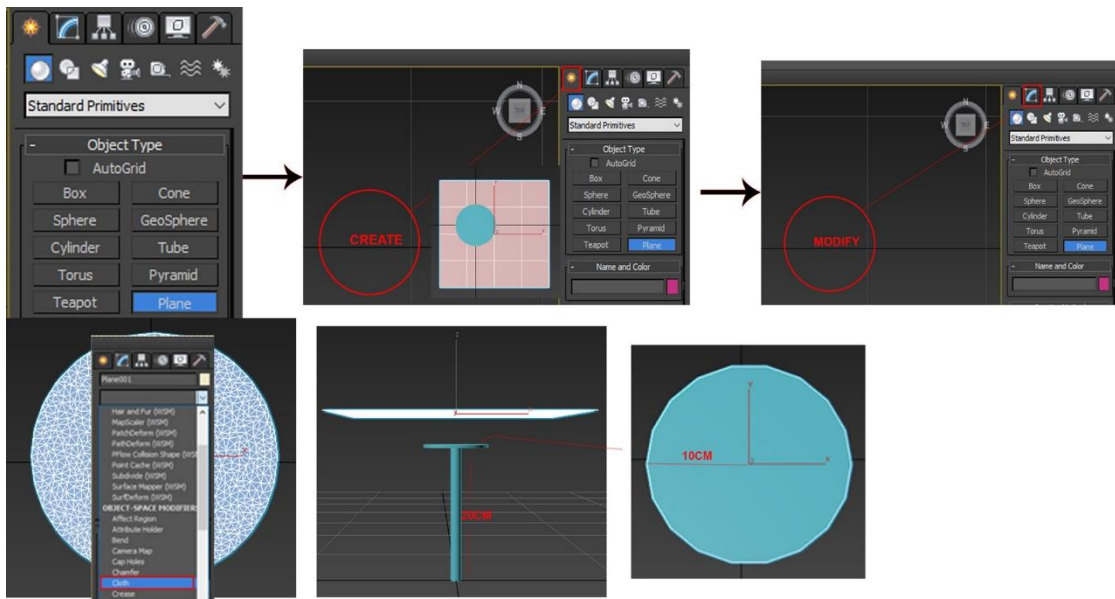 Standard Primitives
- Object Type
AutoGrid
Box Cone
Sphere GeoSphere
Cylinder Tube
Torus Pyramid
Teapot Plane
N
W E
S
CREATE
Standard Primitives
- Object Type
AutoGrid
Box Cone
Sphere GeoSphere
Cylinder Tube
Torus Pyramid
Teapot Plane
- Name and Color
MODIFY
Standard Primitives
- Object Type
AutoGrid
Box Cone
Sphere GeoSphere
Cylinder Tube
Torus Pyramid
Teapot Plane
- Name and Color
Plane001
Hair and Fur (WSM)
MapScaler (WSM)
PatchDeform (WSM)
PathDeform (WSM)
PFlow Collision Shape (WSM
Point Cache (WSM)
Subdivide (WSM)
Surface Mapper (WSM)
SurfDeform (WSM)
OBJECT-SPACE MODIFIERS
Affect Region
Attribute Holder
Bend
Camera Map
Cap Holes
Chamfer
Cloth
Crease
20CM
10CM